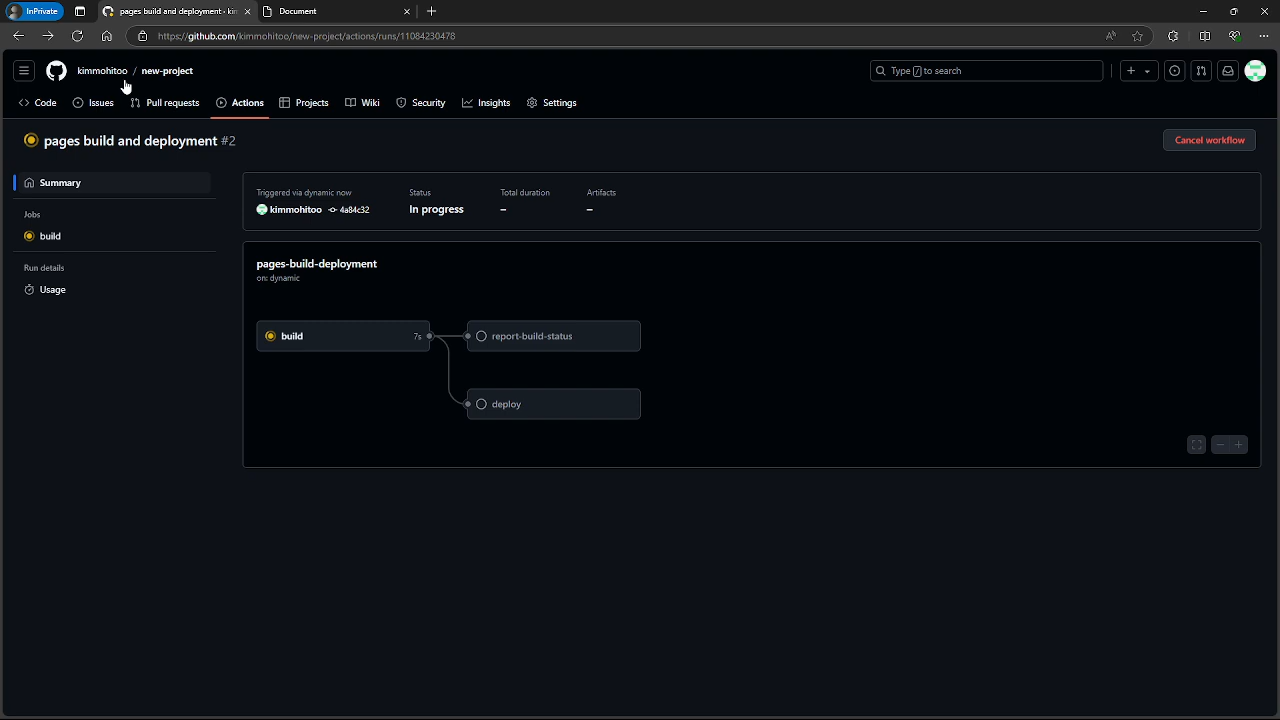 InPrivate
pages build and deployment · kim
Document
https://github.com/kimmohitoo/new-project/actions/runs/11084230478
kimmohitoo / new-project
Type / to search
Code
Issues
Pull requests
Actions
Projects
Wiki
Security
Insights
Settings
pages build and deployment #2
Cancel workflow
Summary
Jobs
build
Run details
Usage
Triggered via dynamic now
kimmohitoo 4a84c32
Status
In progress
Total duration
–
Artifacts
–
pages-build-deployment
on: dynamic
build 7s
report-build-status
deploy